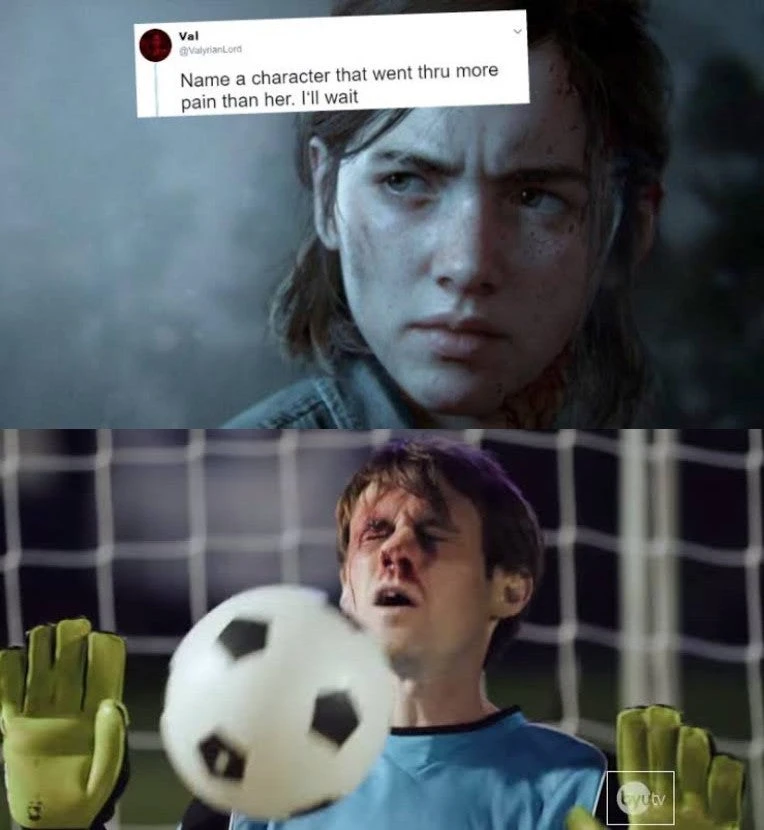 Val
@ValyrianLord
Name a character that went thru more
pain than her. I'll wait
byutv